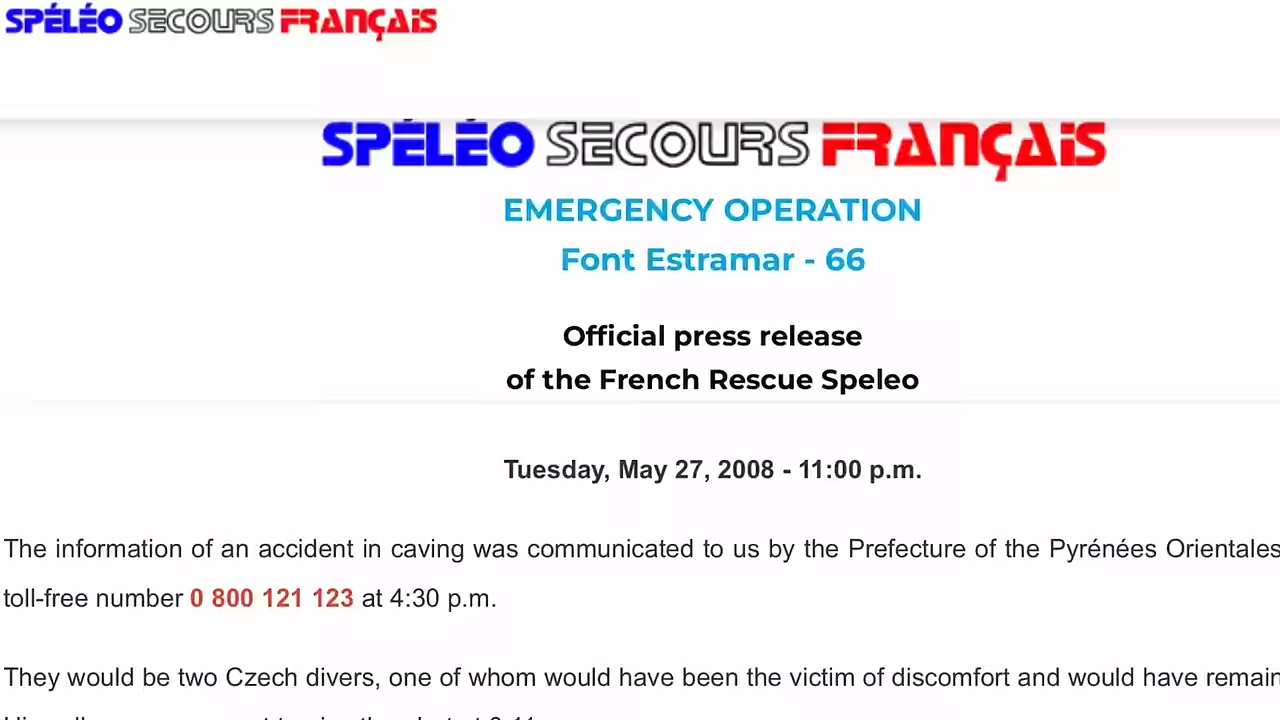 SPÉLÉO SECOURS FRANÇAiS
SPÉLÉO SECOURS FRANÇAiS
EMERGENCY OPERATION
Font Estramar - 66
Official press release
of the French Rescue Speleo
Tuesday, May 27, 2008 - 11:00 p.m.
The information of an accident in caving was communicated to us by the Prefecture of the Pyrénées Orientales
toll-free number 0 800 121 123 at 4:30 p.m.
They would be two Czech divers, one of whom would have been the victim of discomfort and would have remain